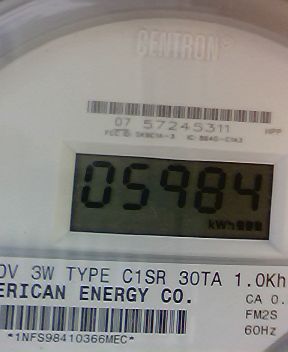 CENTRON®
07 57245311
HPP
05984
kWh
0V 3W TYPE C1SR 30TA 1.0Kh
ERICAN ENERGY CO.
CA 0.
FM2S
60Hz
*1NFS98410366MEC*